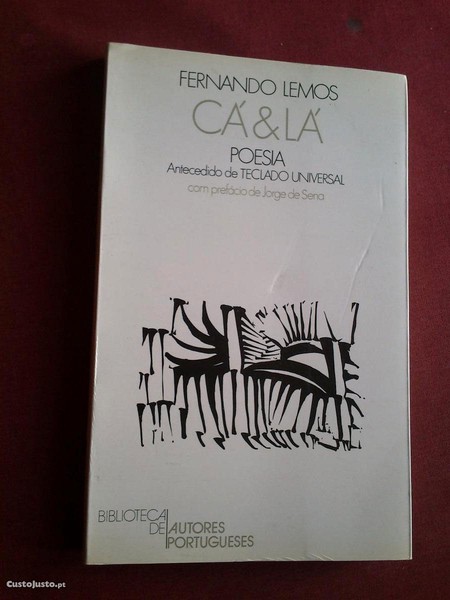 FERNANDO LEMOS
CÁ & LÁ
POESIA
Antecedido de TECLADO UNIVERSAL
com prefácio de Jorge de Sena
BIBLIOTECA
DE AUTORES
PORTUGUESES
CustoJusto.pt